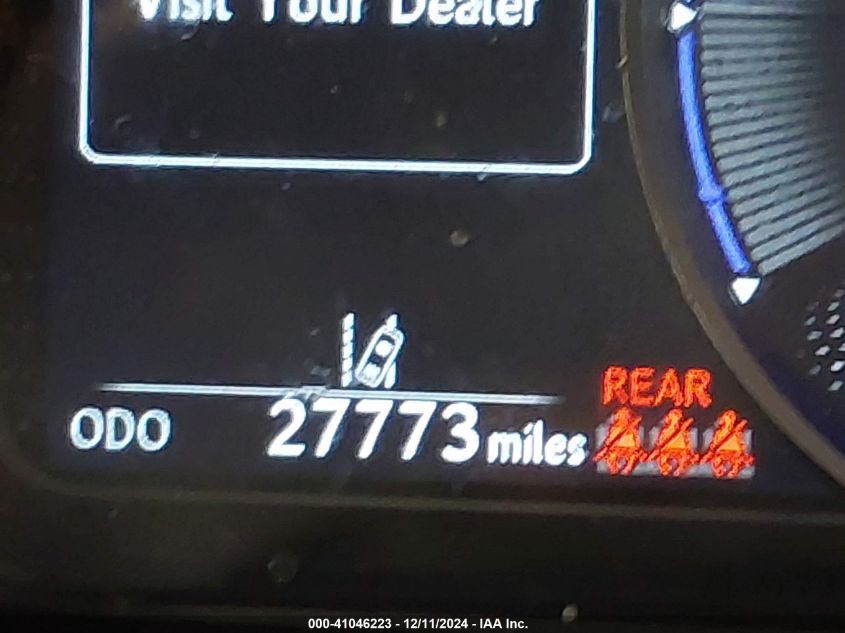 Visit Your Dealer
REAR
ODO 27773 miles
000-41046223 - 12/11/2024 - IAA Inc.